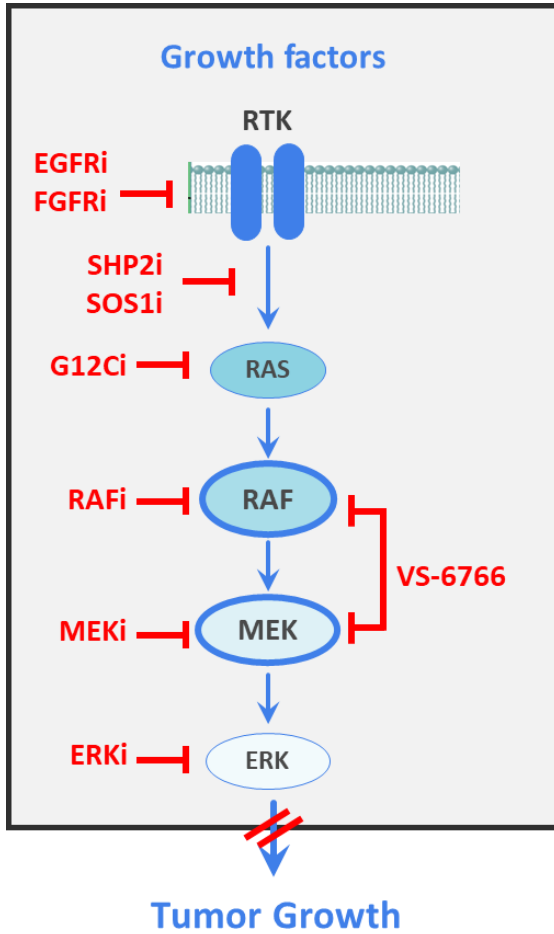 Growth factors
RTK
EGFRi
FGFRi
SHP2i
SOS1i
G12Ci
RAS
RAFi
RAF
VS-6766
MEKi
MEK
ERKi
ERK
Tumor Growth